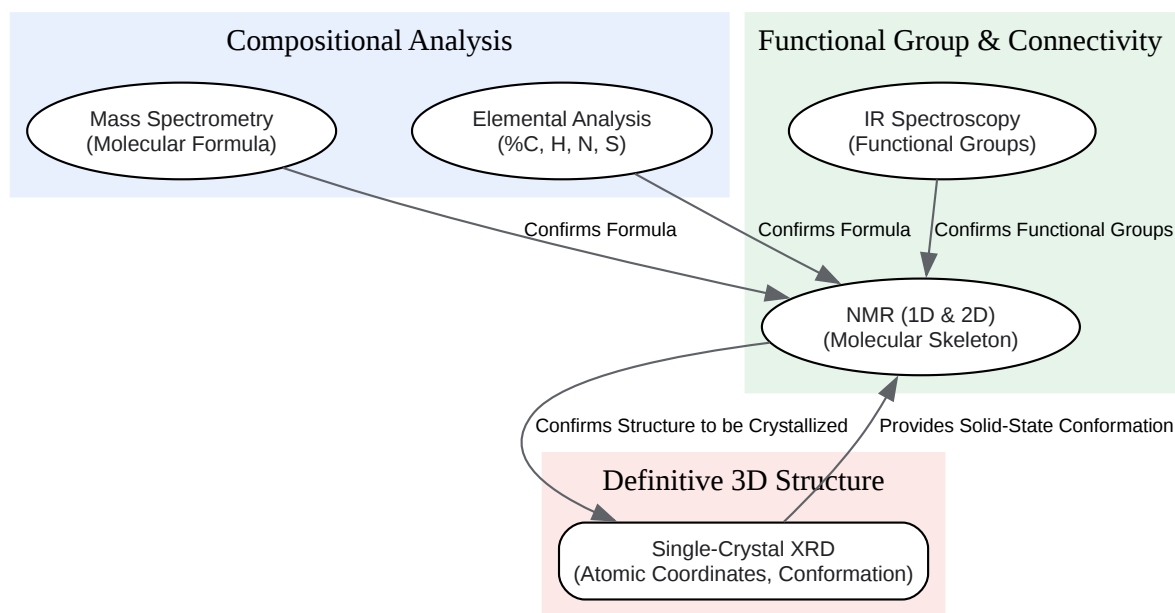 Compositional Analysis
Functional Group & Connectivity
Mass Spectrometry
(Molecular Formula)
Elemental Analysis
(%C, H, N, S)
IR Spectroscopy
(Functional Groups)
Confirms Formula
Confirms Formula
Confirms Functional Groups
NMR (1D & 2D)
(Molecular Skeleton)
Confirms Structure to be Crystallized
Provides Solid-State Conformation
Definitive 3D Structure
Single-Crystal XRD
(Atomic Coordinates, Conformation)